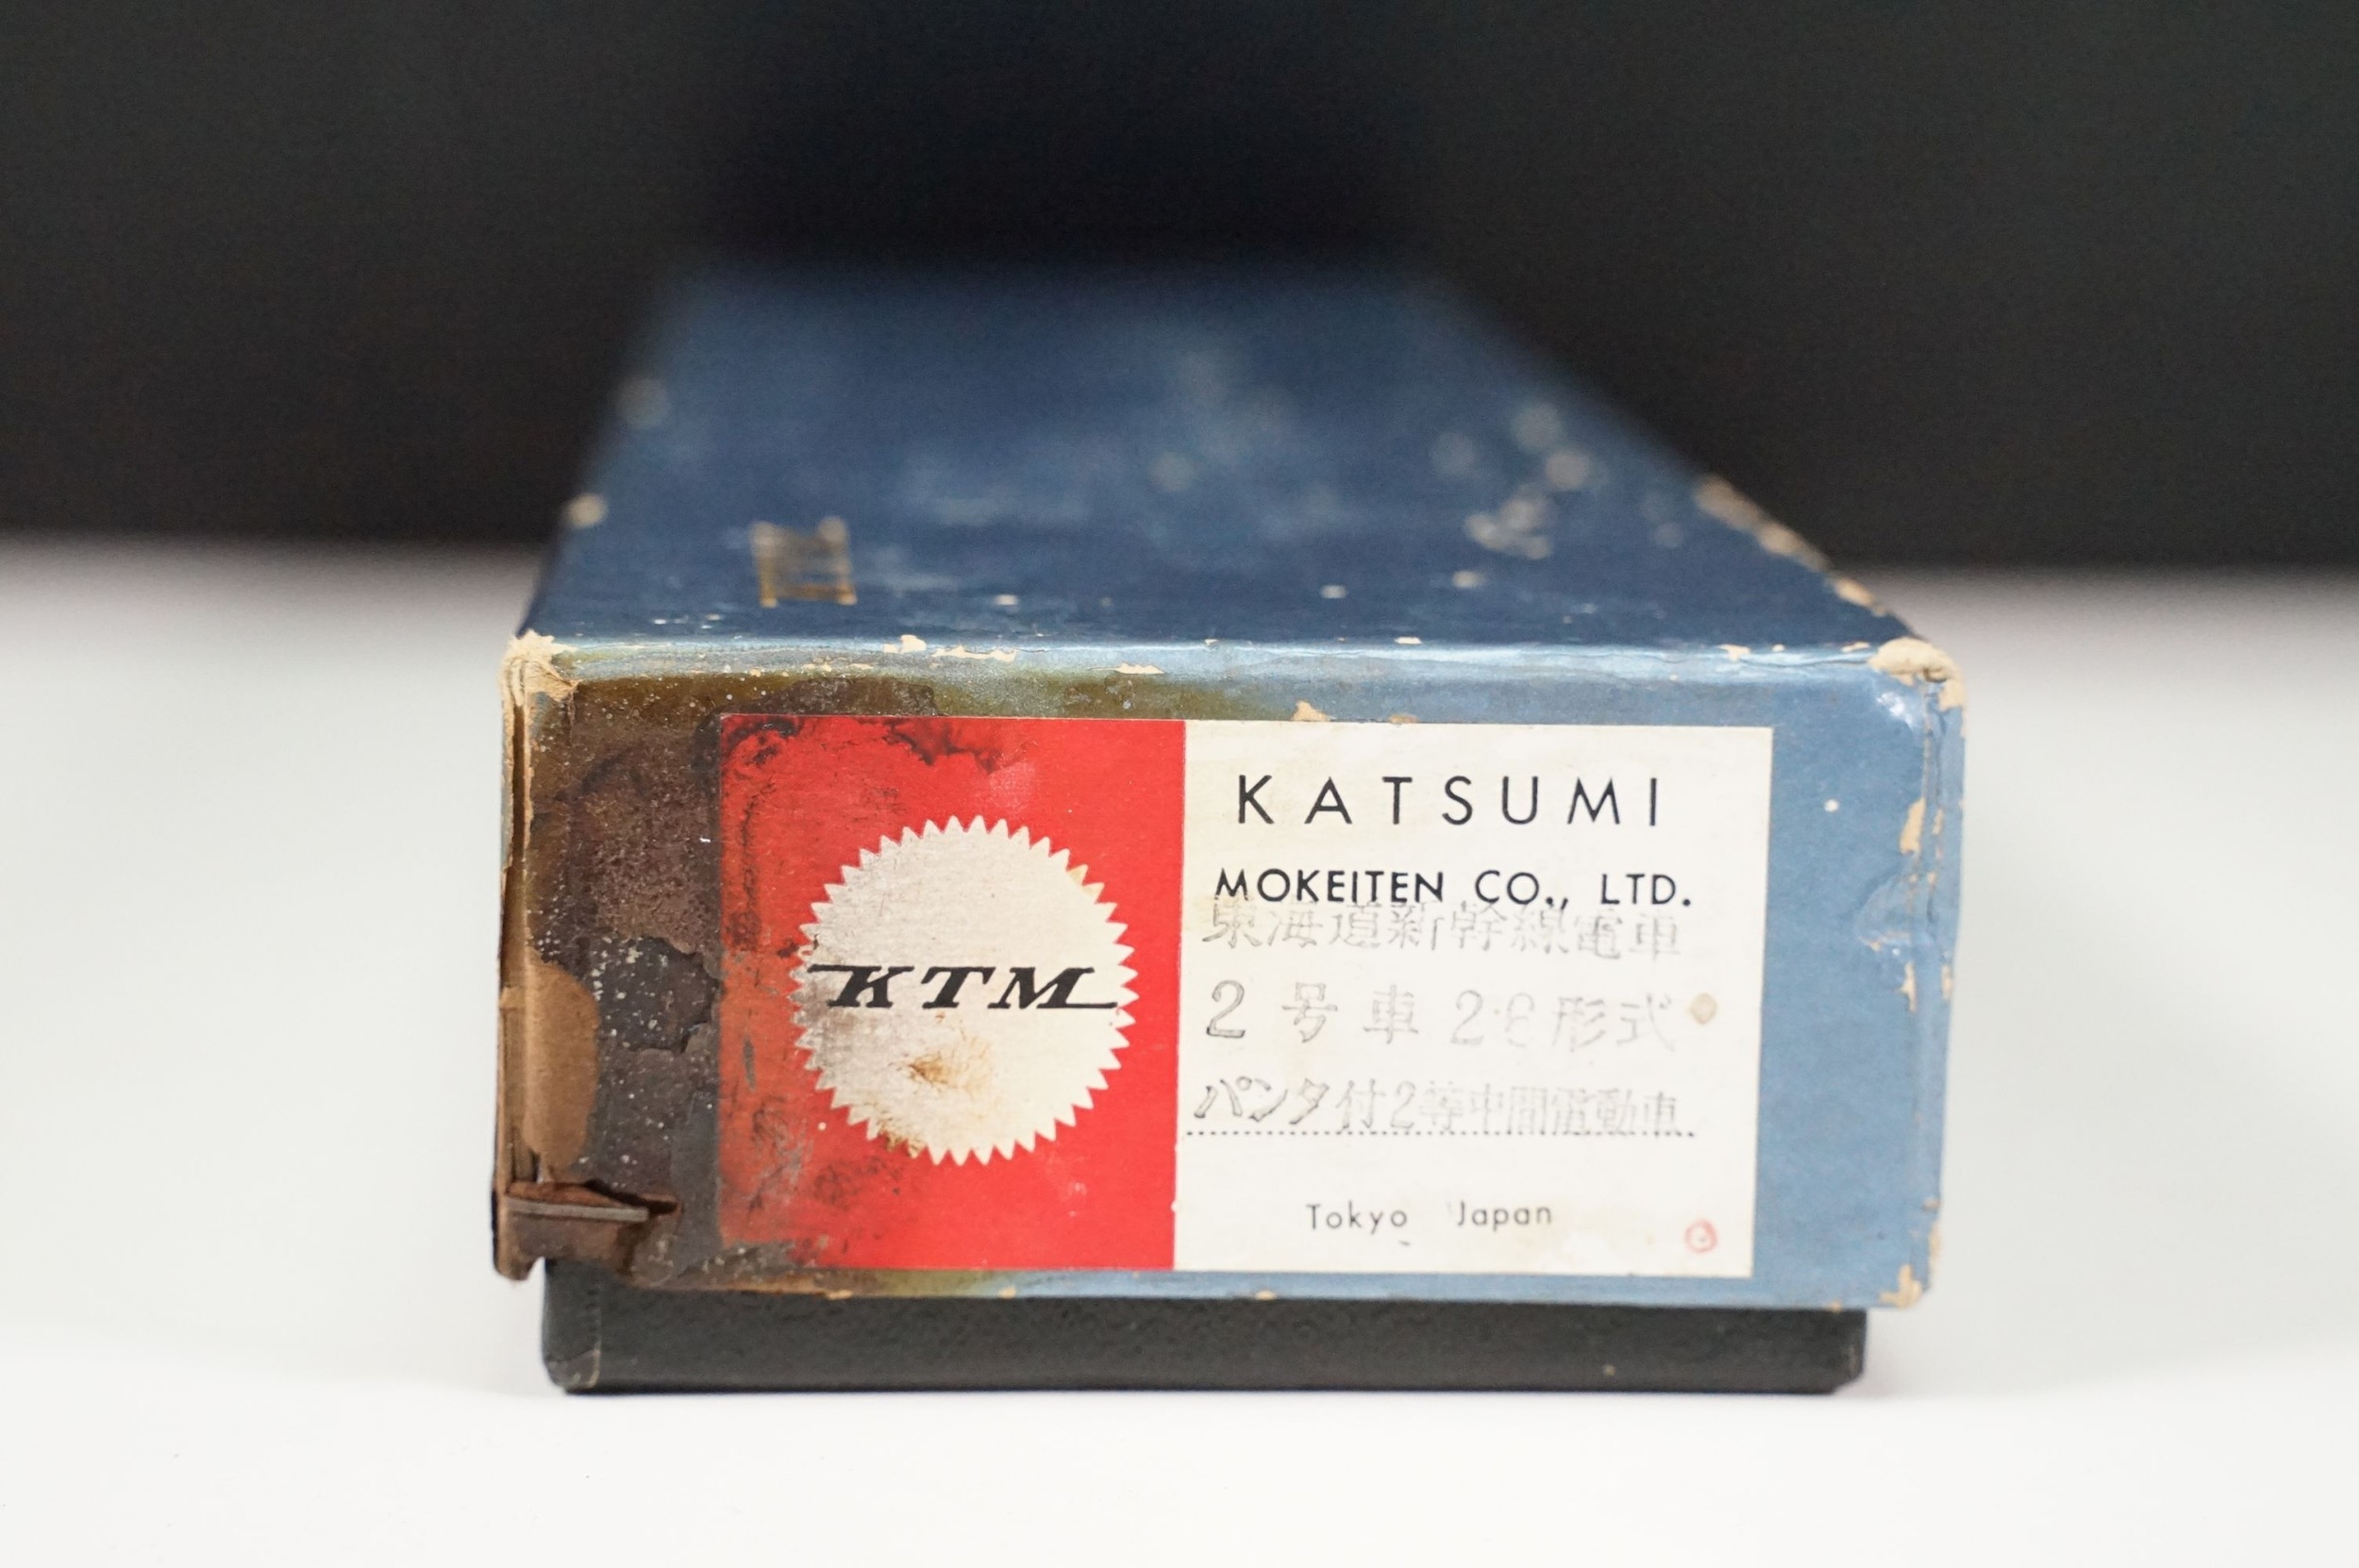 KTM
KATSUMI
MOKEITEN CO., LTD.
東海道新幹線電車
2号車 2形式
パンタ付2等中間電動車
Tokyo Japan